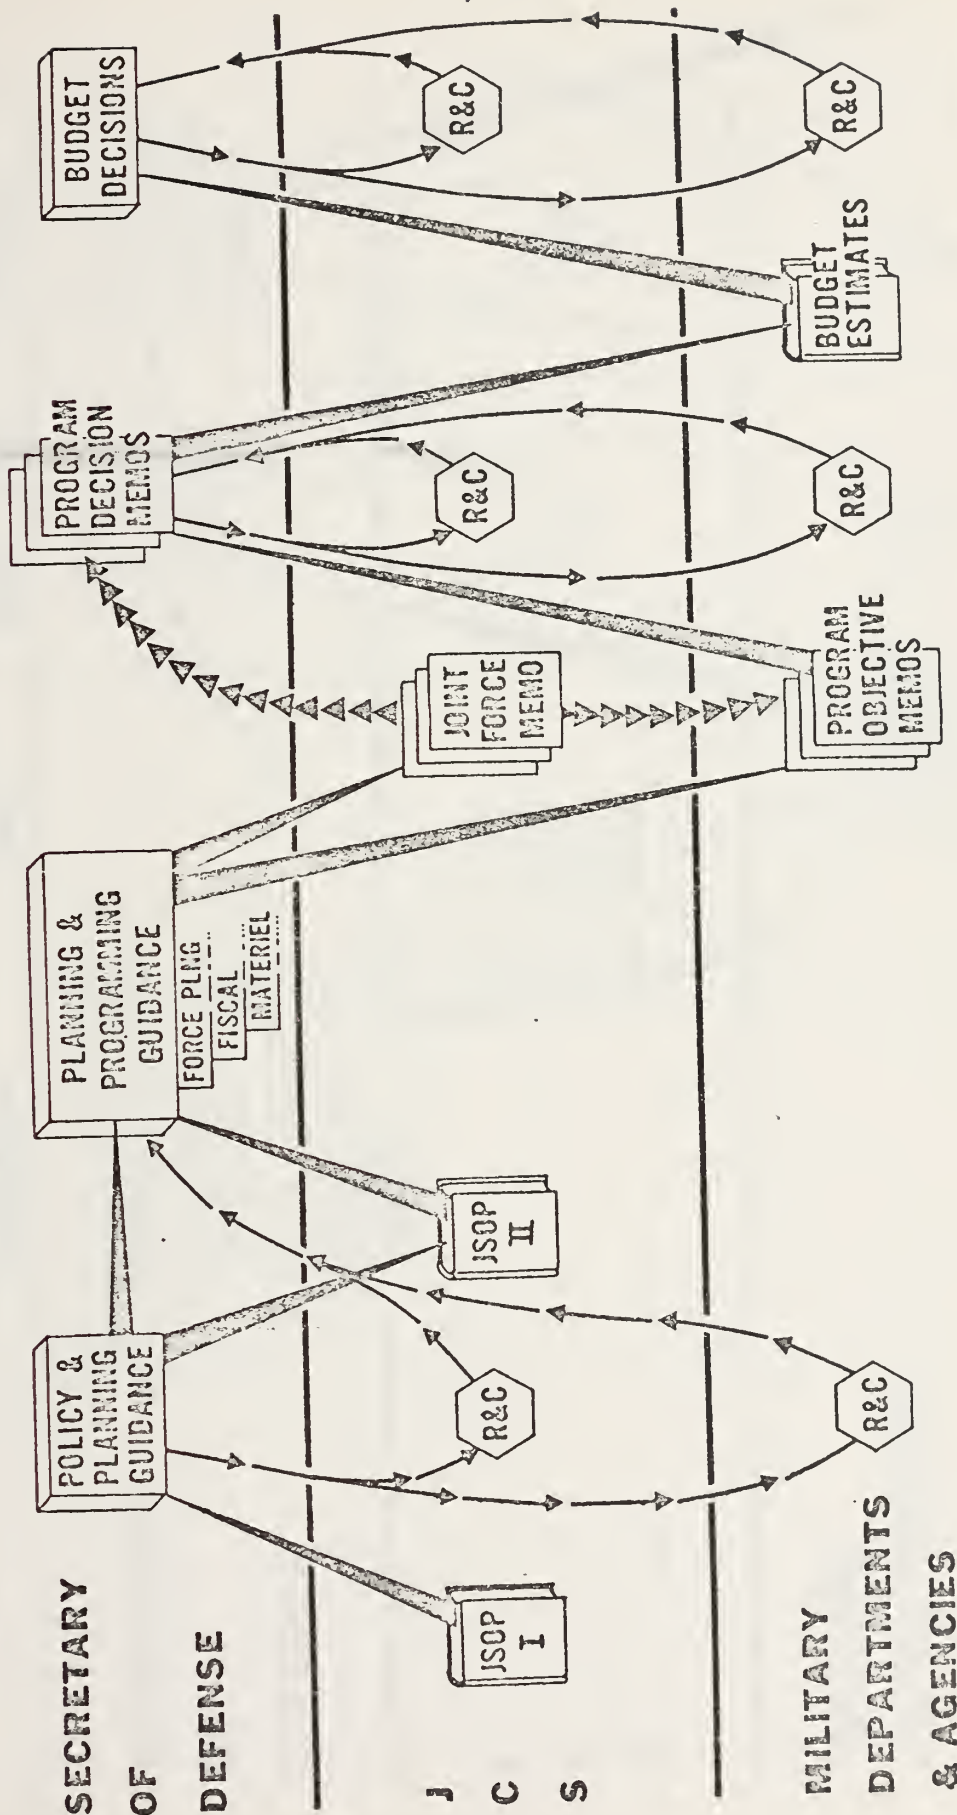 SECRETARY
OF
DEFENSE
POLICY &
PLANNING
GUIDANCE
PLANNING &
PROGRAMMING
GUIDANCE
FORCE PLNG
FISCAL
MATERIEL
PROGRAM
DECISION
MEMOS
BUDGET
DECISIONS
J
C
S
JSOP
I
R&C
JSOP
II
JOINT
FORCE
MEMO
R&C
R&C
MILITARY
DEPARTMENTS
& AGENCIES
R&C
PROGRAM
OBJECTIVE
MEMOS
R&C
BUDGET
ESTIMATES
R&C